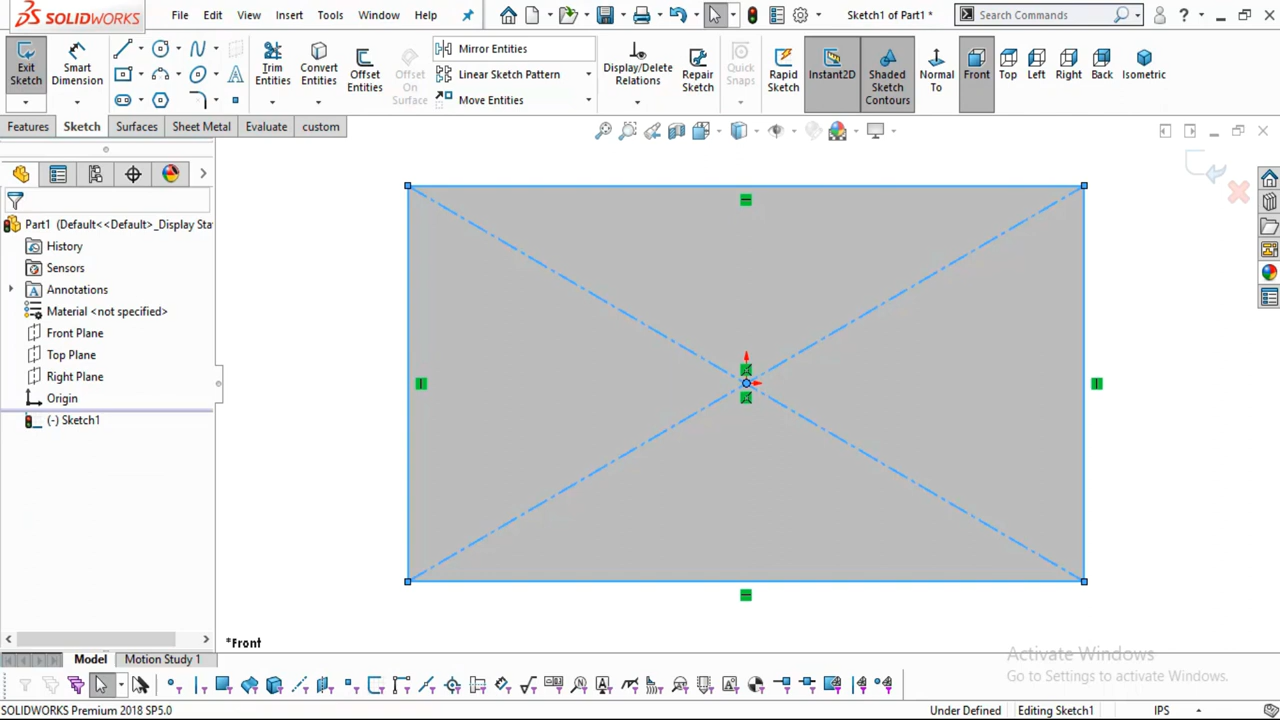 SOLIDWORKS File Edit View Insert Tools Window Help Sketch1 of Part1 * Search Commands ?
Exit Sketch
Smart Dimension
Trim Entities
Convert Entities
Offset Entities
Offset On Surface
Mirror Entities
Linear Sketch Pattern
Move Entities
Display/Delete Relations
Repair Sketch
Quick Snaps
Rapid Sketch
Instant2D
Shaded Sketch Contours
Normal To
Front
Top
Left
Right
Back
Isometric
Features Sketch Surfaces Sheet Metal Evaluate custom
Part1 (Default<<Default>_Display Sta
History
Sensors
Annotations
Material <not specified>
Front Plane
Top Plane
Right Plane
Origin
(-) Sketch1
*Front
Activate Windows
Go to Settings to activate Windows.
Model Motion Study 1
SOLIDWORKS Premium 2018 SP5.0 Under Defined Editing Sketch1 IPS